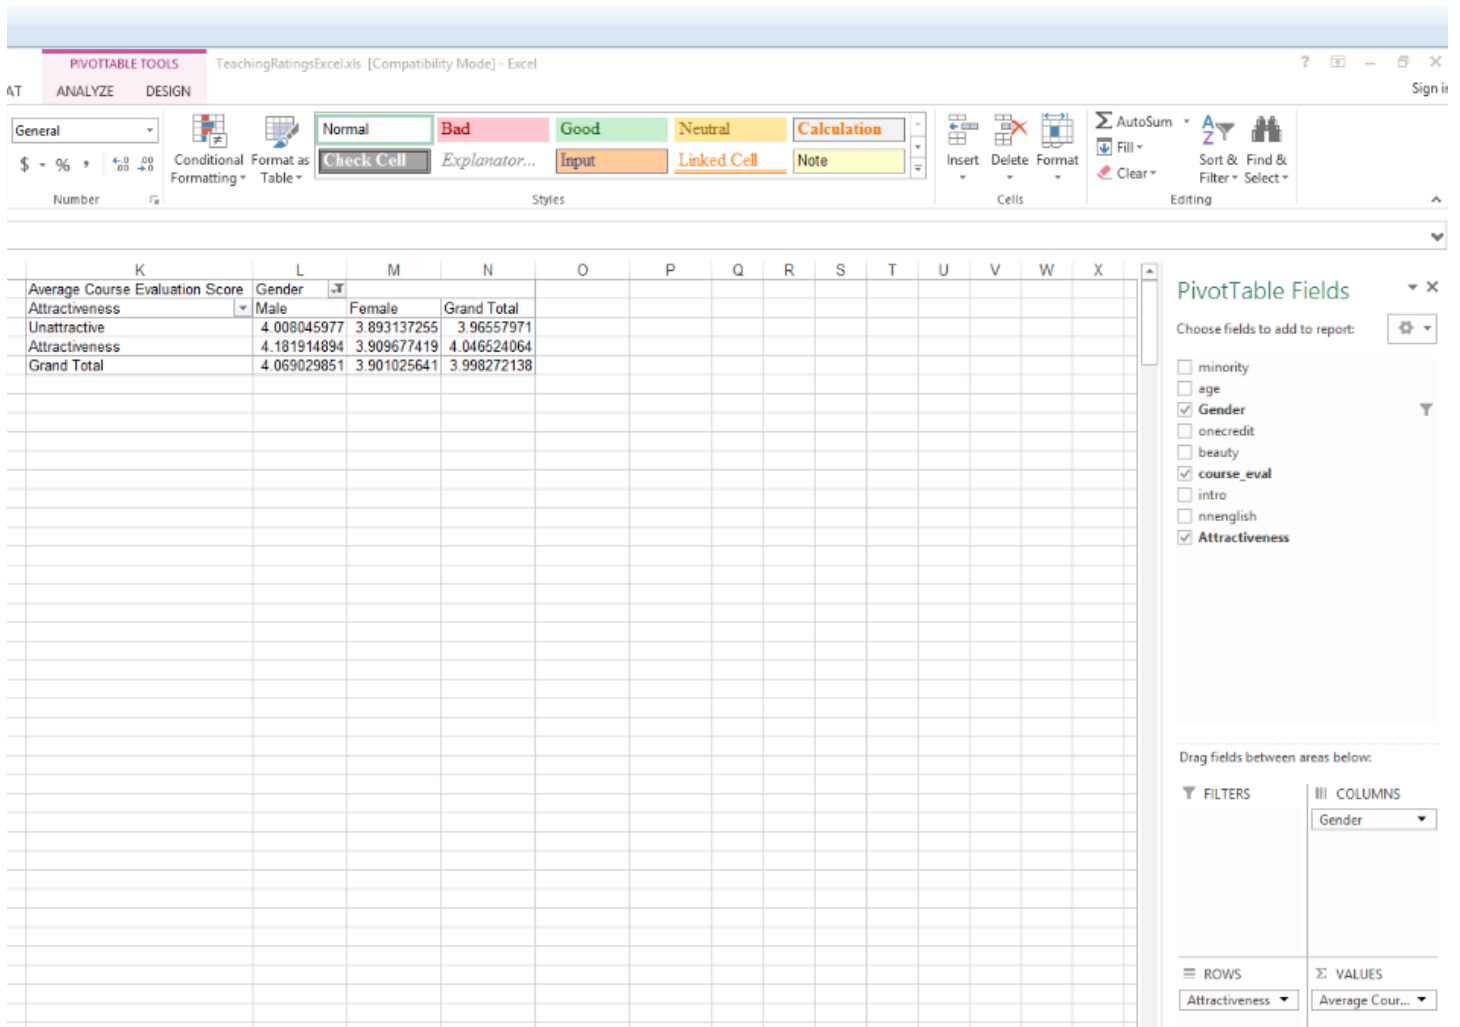 PIVOTTABLE TOOLS TeachingRatingsExcel.xls [Compatibility Mode] - Excel ?
AT ANALYZE DESIGN Sign in
General Normal Bad Good Neutral Calculation AutoSum
$ % , Conditional Formatting Format as Table Check Cell Explanator... Input Linked Cell Note Insert Delete Format Fill Sort & Filter Find & Select
Clear
Number Styles Cells Editing
K L M N O P Q R S T U V W X
Average Course Evaluation Score Gender
Attractiveness Male Female Grand Total
Unattractive 4.008045977 3.893137255 3.96557971
Attractiveness 4.181914894 3.909677419 4.046524064
Grand Total 4.069029851 3.901025641 3.998272138
PivotTable Fields
Choose fields to add to report:
minority
age
Gender
onecredit
beauty
course_eval
intro
nnenglish
Attractiveness
Drag fields between areas below:
FILTERS COLUMNS
Gender
ROWS Σ VALUES
Attractiveness Average Cour...